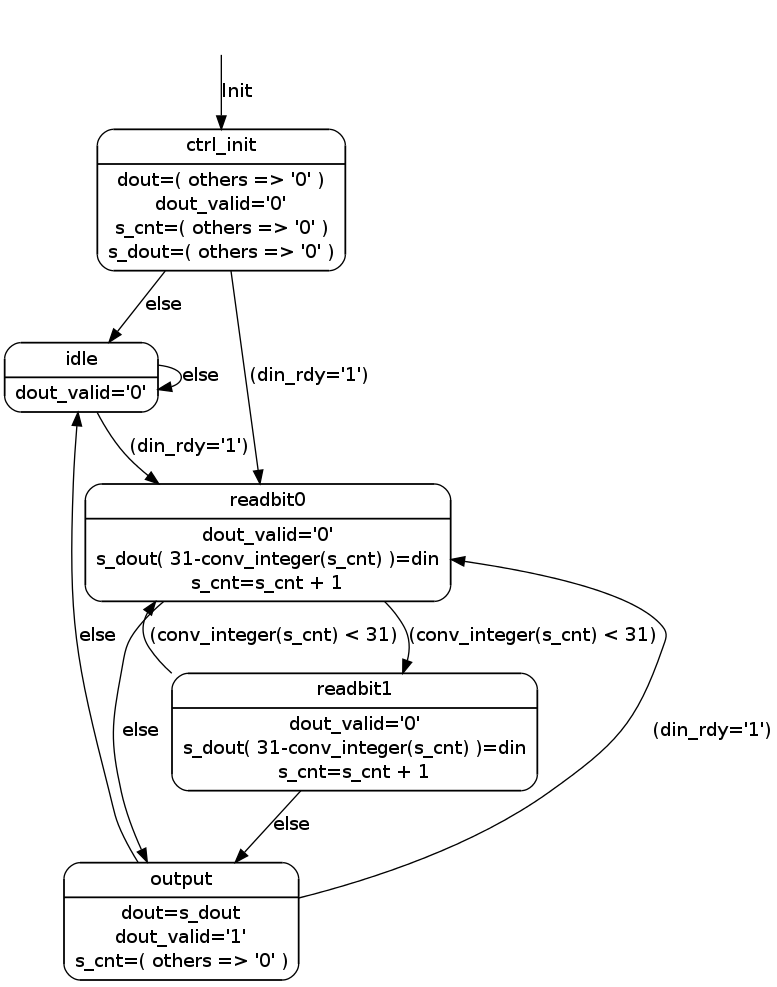 Init
ctrl_init
dout=( others => '0' )
dout_valid='0'
s_cnt=( others => '0' )
s_dout=( others => '0' )
else
idle
dout_valid='0'
else
(din_rdy='1')
(din_rdy='1')
readbit0
dout_valid='0'
s_dout( 31-conv_integer(s_cnt) )=din
s_cnt=s_cnt + 1
else
(conv_integer(s_cnt) < 31)
(conv_integer(s_cnt) < 31)
readbit1
dout_valid='0'
s_dout( 31-conv_integer(s_cnt) )=din
s_cnt=s_cnt + 1
else
(din_rdy='1')
else
output
dout=s_dout
dout_valid='1'
s_cnt=( others => '0' )